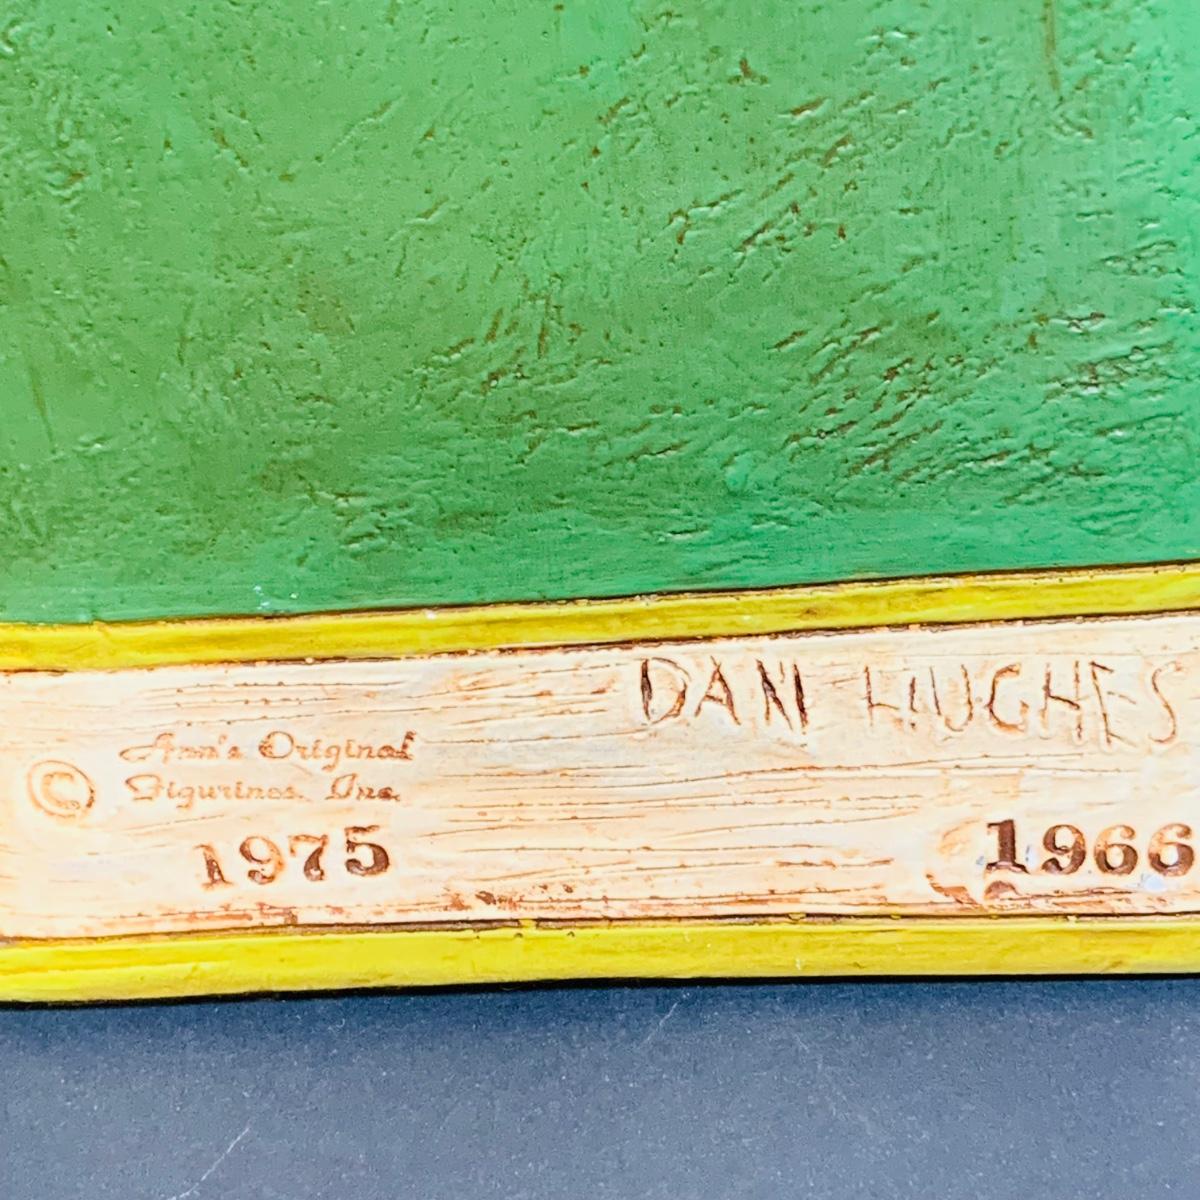 DAN HUGHES
© Ann's Original
Figurines. Inc.
1975
1966